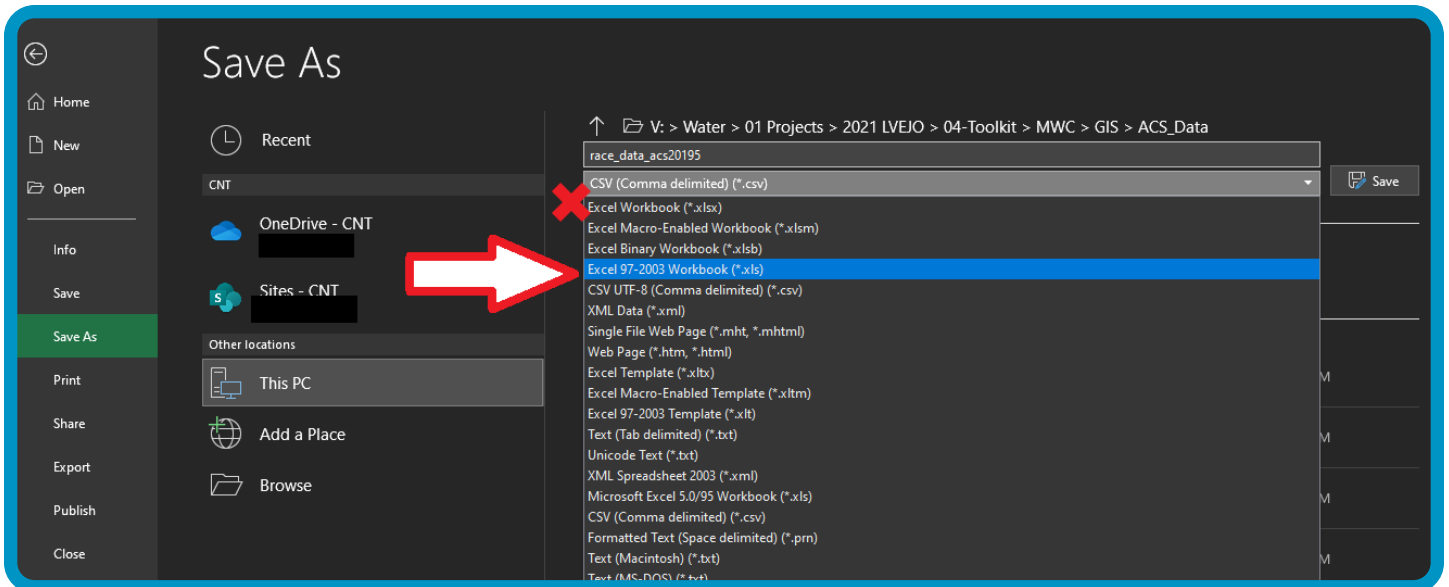 Save As
Home
New
Open
Info
Save
Save As
Print
Share
Export
Publish
Close
Recent
CNT
OneDrive - CNT
Sites - CNT
Other locations
This PC
Add a Place
Browse
V: > Water > 01 Projects > 2021 LVEJO > 04-Toolkit > MWC > GIS > ACS_Data
race_data_acs20195
CSV (Comma delimited) (*.csv)
Save
Excel Workbook (*.xlsx)
Excel Macro-Enabled Workbook (*.xlsm)
Excel Binary Workbook (*.xlsb)
Excel 97-2003 Workbook (*.xls)
CSV UTF-8 (Comma delimited) (*.csv)
XML Data (*.xml)
Single File Web Page (*.mht, *.mhtml)
Web Page (*.htm, *.html)
Excel Template (*.xltx)
Excel Macro-Enabled Template (*.xltm)
Excel 97-2003 Template (*.xlt)
Text (Tab delimited) (*.txt)
Unicode Text (*.txt)
XML Spreadsheet 2003 (*.xml)
Microsoft Excel 5.0/95 Workbook (*.xls)
CSV (Comma delimited) (*.csv)
Formatted Text (Space delimited) (*.prn)
Text (Macintosh) (*.txt)
Text (MS-DOS) (*.txt)